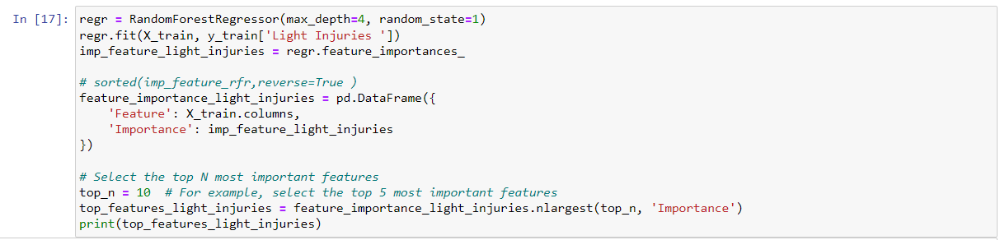 In [17]: regr = RandomForestRegressor(max_depth=4, random_state=1)
regr.fit(X_train, y_train['Light Injuries '])
imp_feature_light_injuries = regr.feature_importances_
# sorted(imp_feature_rfr,reverse=True )
feature_importance_light_injuries = pd.DataFrame({
    'Feature': X_train.columns,
    'Importance': imp_feature_light_injuries
})
# Select the top N most important features
top_n = 10  # For example, select the top 5 most important features
top_features_light_injuries = feature_importance_light_injuries.nlargest(top_n, 'Importance')
print(top_features_light_injuries)